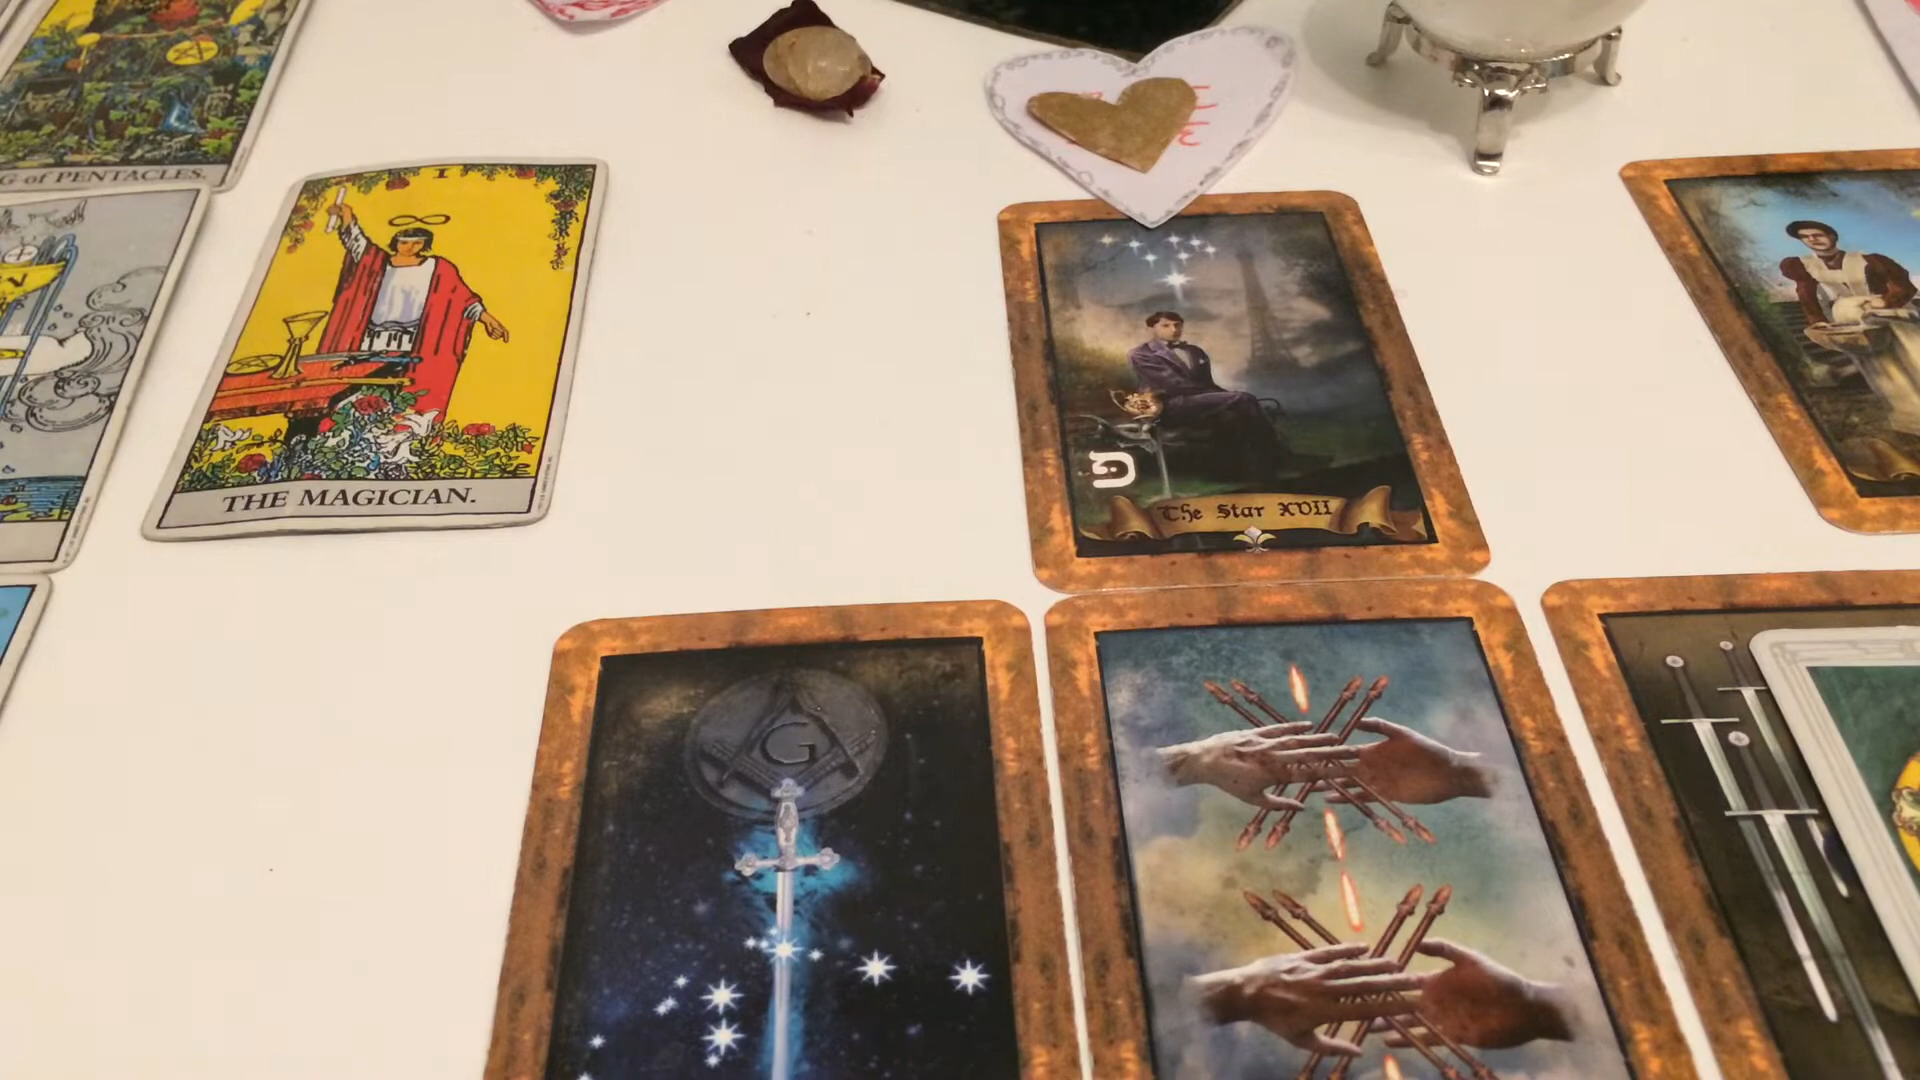 G of PENTACLES.
I
THE MAGICIAN.
פ
The Star XVII
G